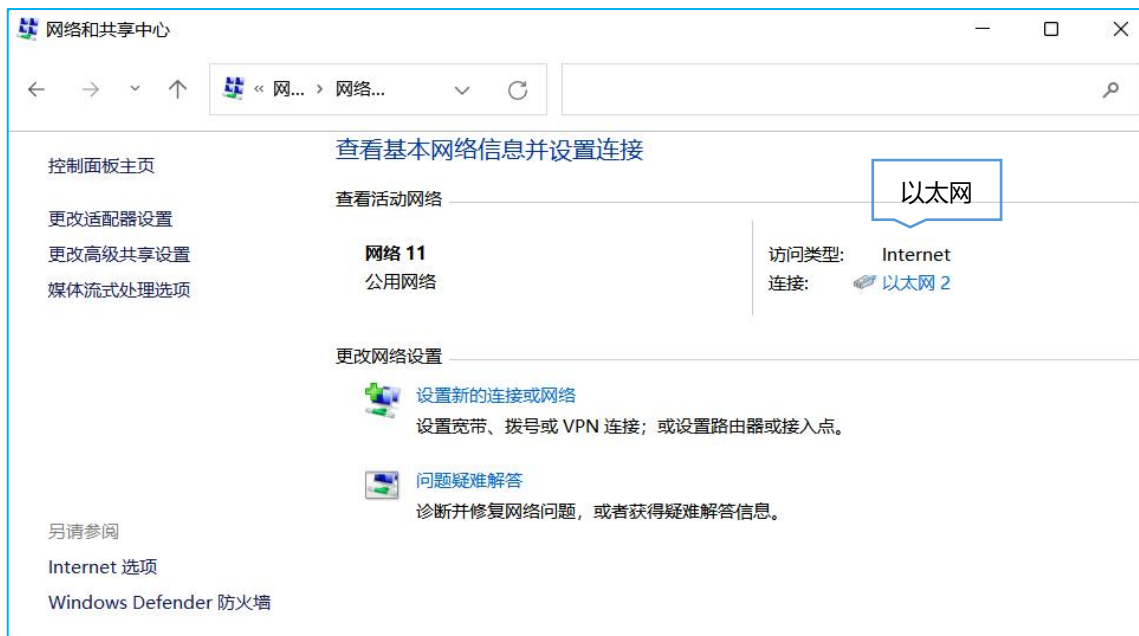 网络和共享中心
« 网... › 网络...
控制面板主页
更改适配器设置
更改高级共享设置
媒体流式处理选项
查看基本网络信息并设置连接
查看活动网络
以太网
网络 11
公用网络
访问类型: Internet
连接: 以太网 2
更改网络设置
设置新的连接或网络
设置宽带、拨号或 VPN 连接；或设置路由器或接入点。
问题疑难解答
诊断并修复网络问题，或者获得疑难解答信息。
另请参阅
Internet 选项
Windows Defender 防火墙